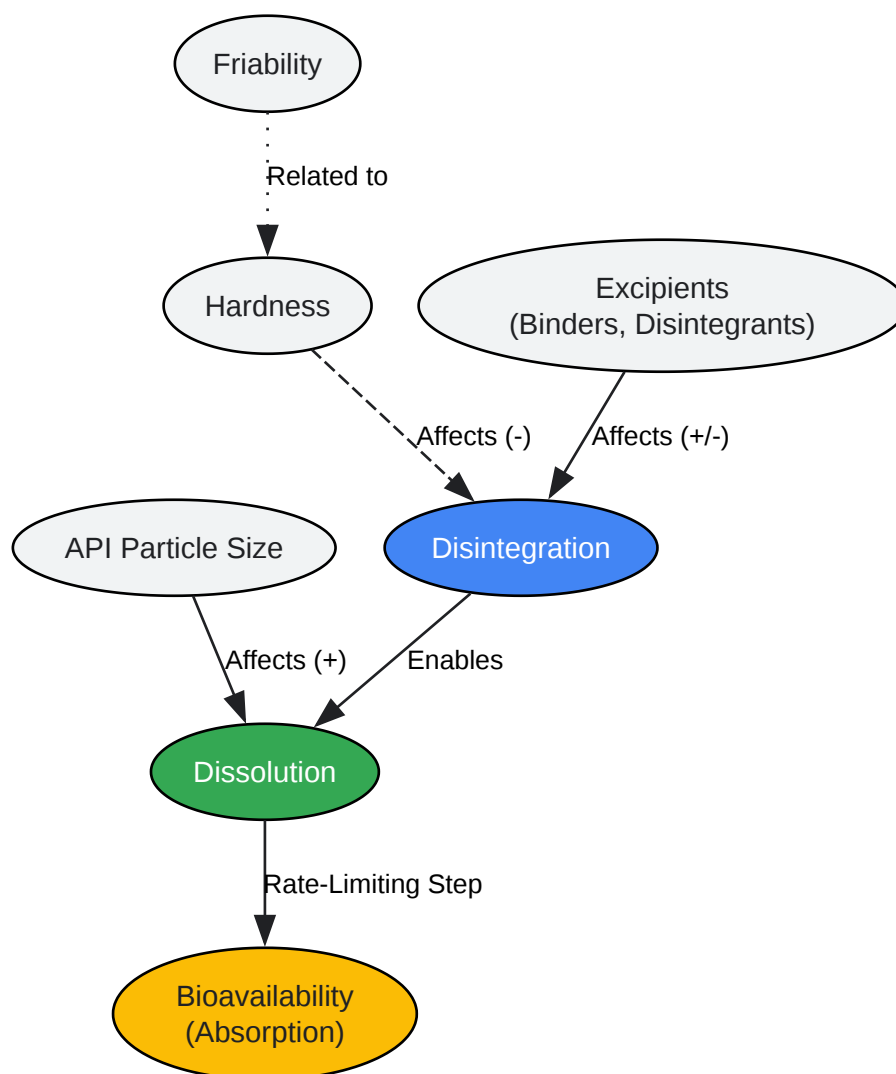 Friability
Related to
Hardness
Excipients
(Binders, Disintegrants)
Affects (-)
Affects (+/-)
API Particle Size
Disintegration
Affects (+)
Enables
Dissolution
Rate-Limiting Step
Bioavailability
(Absorption)